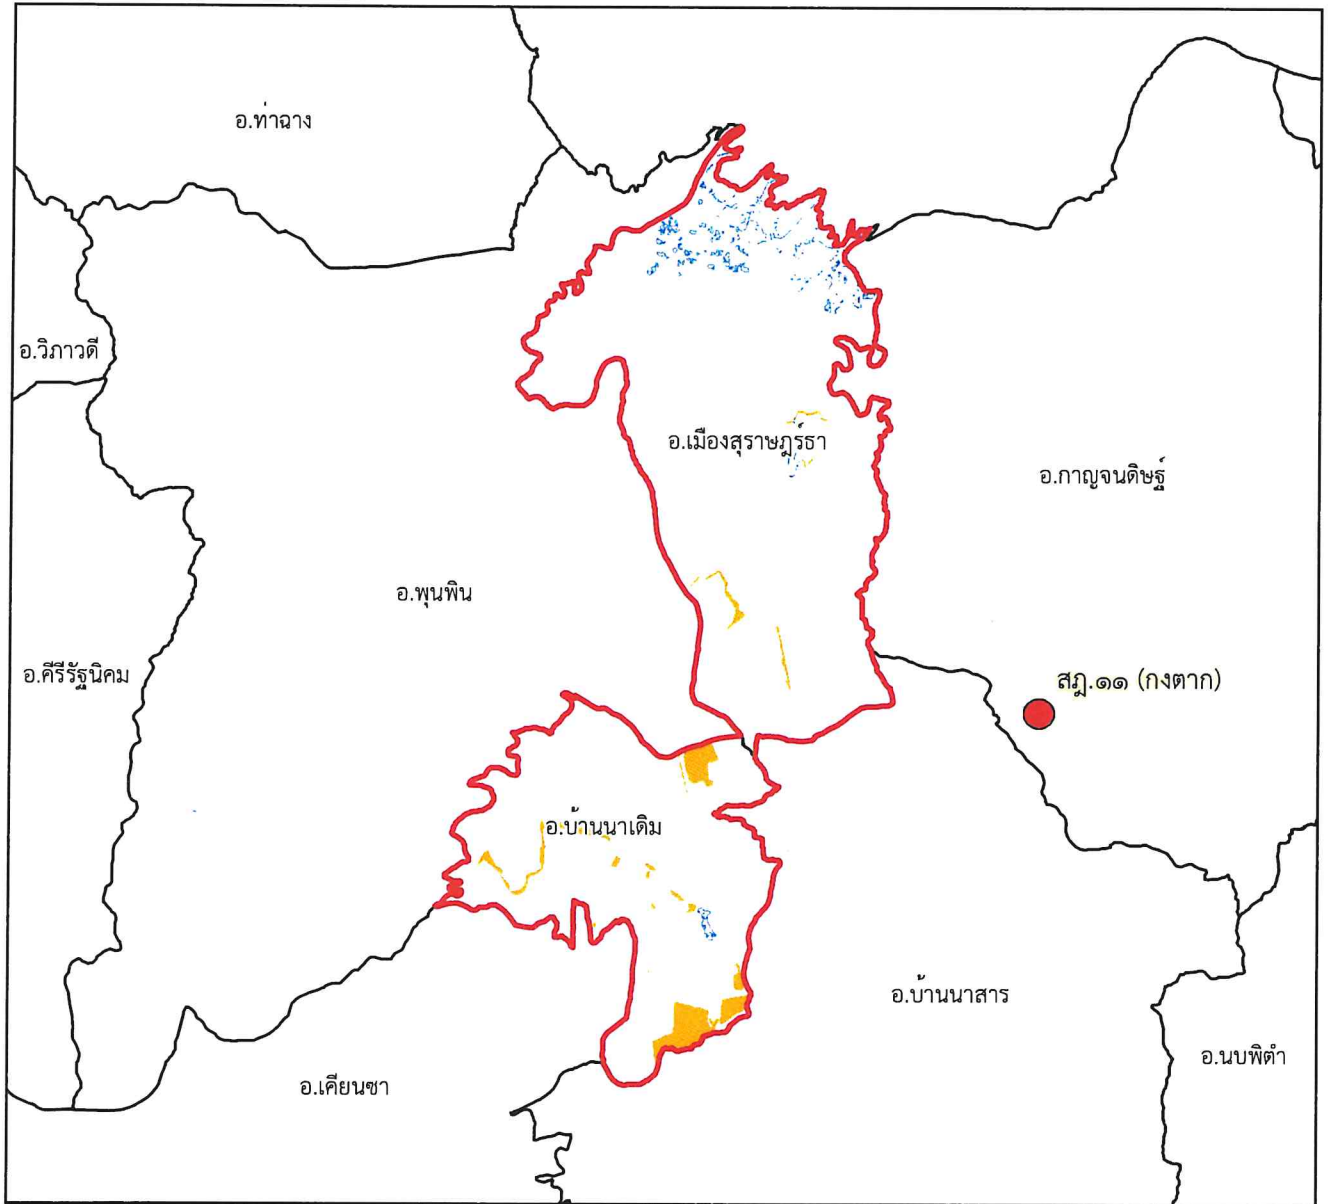 อ.ท่าฉาง
อ.วิภาวดี
อ.เมืองสุราษฎร์ธา
อ.กาญจนดิษฐ์
อ.พุนพิน
อ.คีรีรัฐนิคม
สฎ.๑๑ (กงตาก)
อ.บ้านนาเดิม
อ.บ้านนาสาร
อ.นบพิตำ
อ.เคียนซา